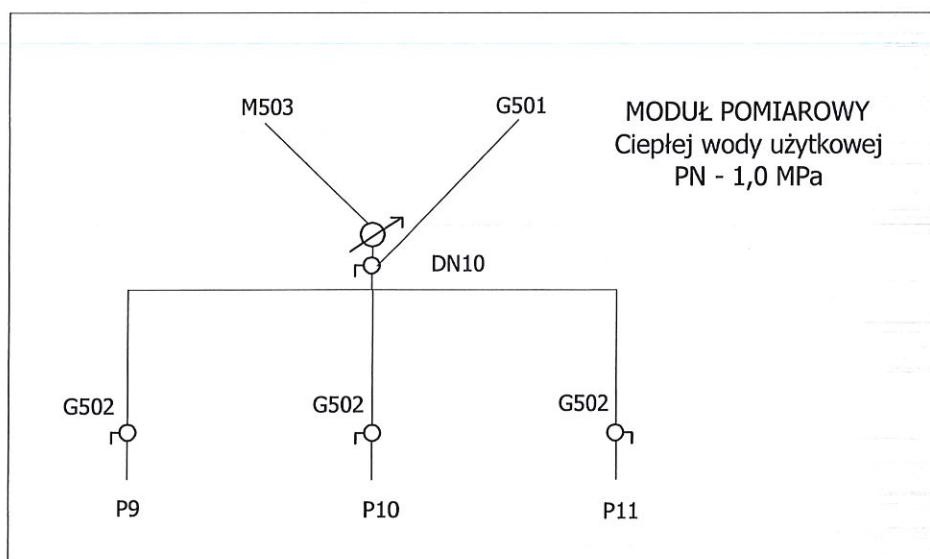 M503
G501
MODUŁ POMIAROWY
Ciepłej wody użytkowej
PN - 1,0 MPa
DN10
G502
G502
G502
P9
P10
P11